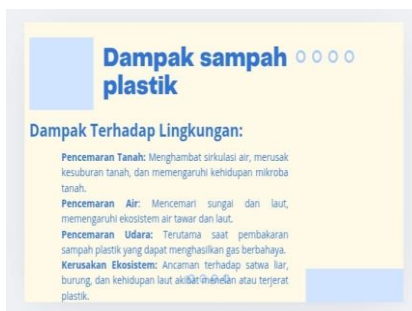 Dampak sampah
plastik
Dampak Terhadap Lingkungan:
Pencemaran Tanah: Menghambat sirkulasi air, merusak
kesuburan tanah, dan memengaruhi kehidupan mikroba
tanah.
Pencemaran Air: Mencemari sungai dan laut,
memengaruhi ekosistem air tawar dan laut.
Pencemaran Udara: Terutama saat pembakaran
sampah plastik yang dapat menghasilkan gas berbahaya.
Kerusakan Ekosistem: Ancaman terhadap satwa liar,
burung, dan kehidupan laut akibat menelan atau terjerat
plastik.